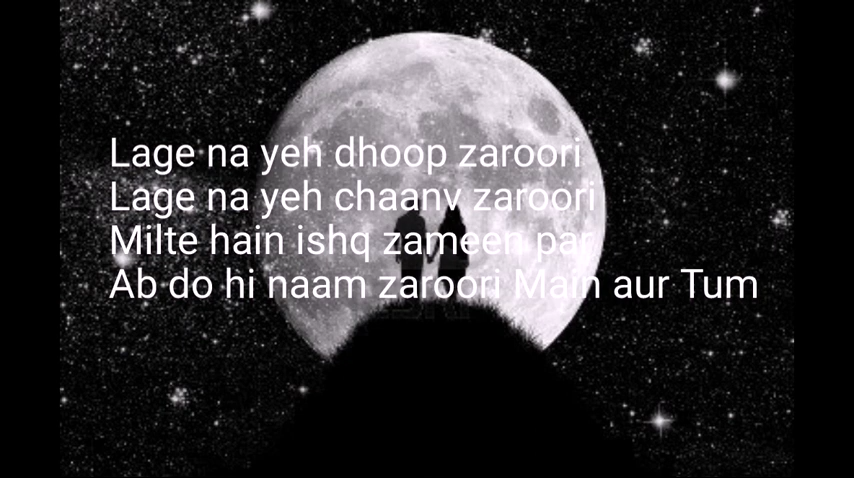 Lage na yeh dhoop zaroori
Lage na yeh chaanv zaroori
Milte hain ishq zameen par
Ab do hi naam zaroori Main aur Tum